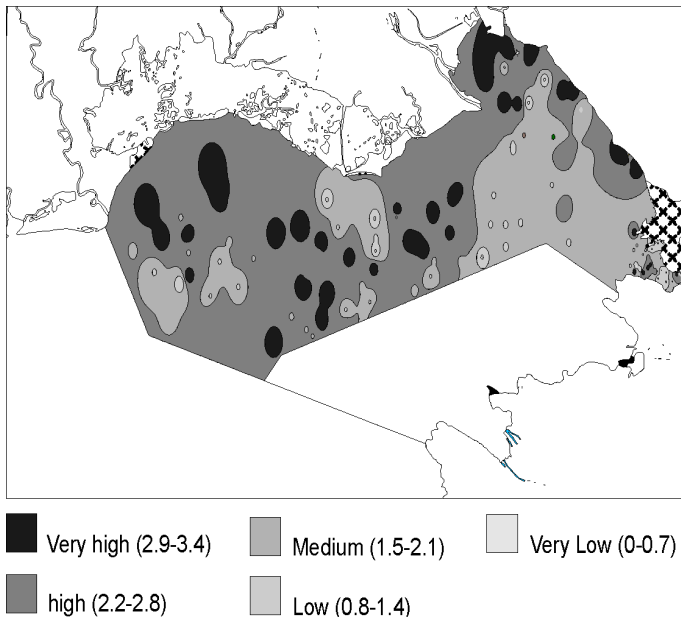 Very high (2.9-3.4)
Medium (1.5-2.1)
Very Low (0-0.7)
high (2.2-2.8)
Low (0.8-1.4)